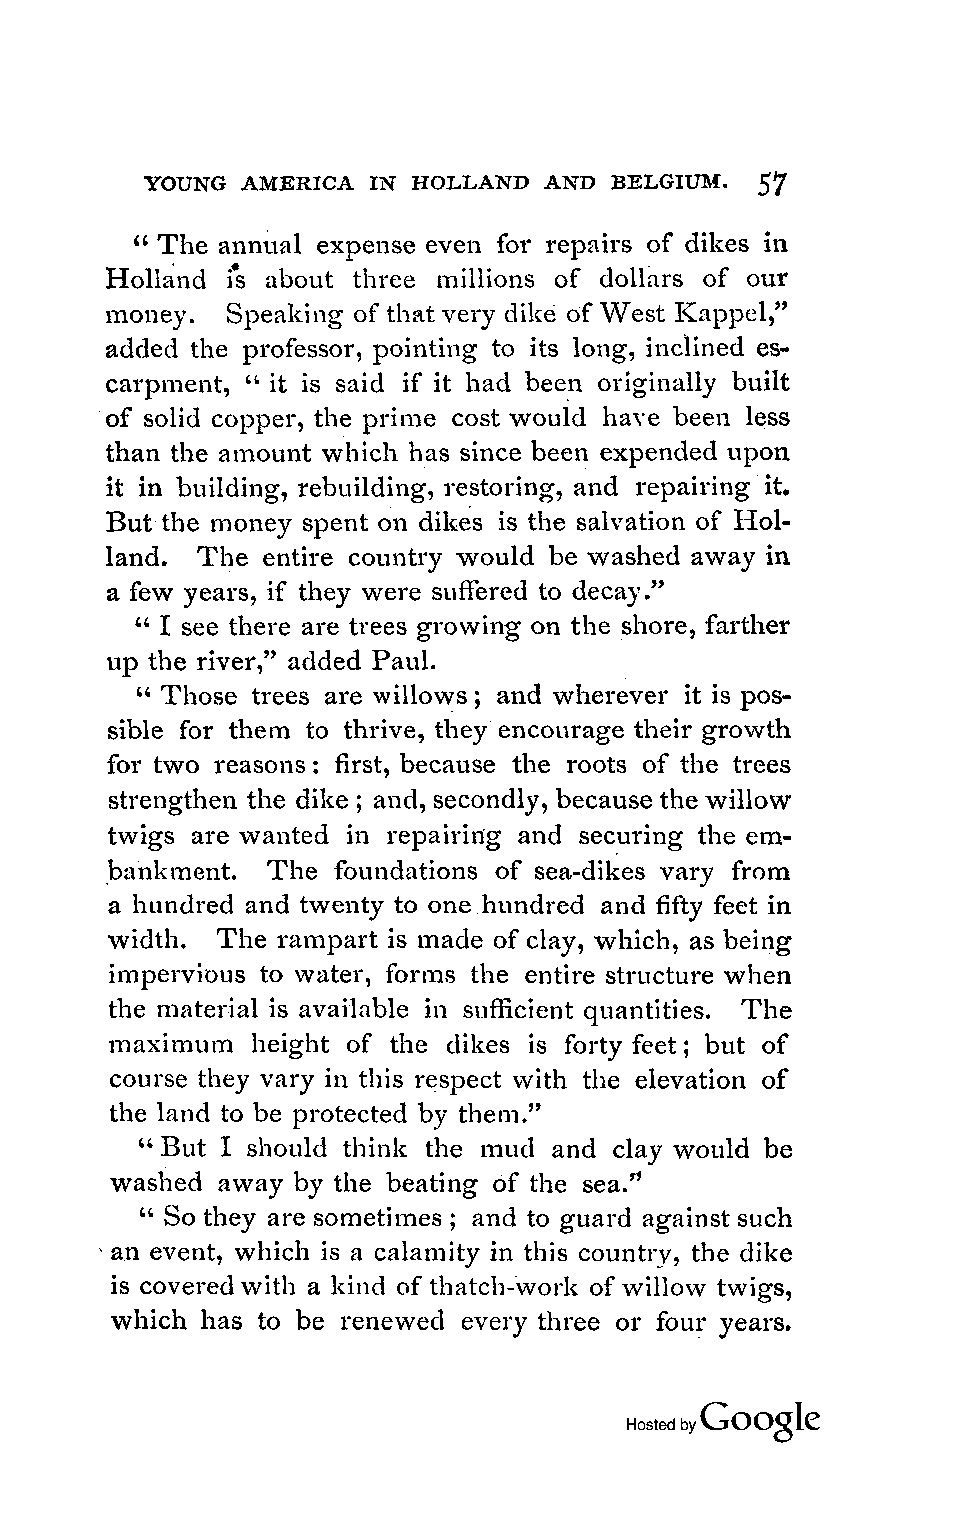 YOUNG AMERICA IN HOLLAND AND BELGIUM. 57
“ The annual expense even for repairs of dikes in
Holland is about three millions of dollars of our
money. Speaking of that very dike of West Kappel,”
added the professor, pointing to its long, inclined es-
carpment, “ it is said if it had been originally built
of solid copper, the prime cost would have been less
than the amount which has since been expended upon
it in building, rebuilding, restoring, and repairing it.
But the money spent on dikes is the salvation of Hol-
land. The entire country would be washed away in
a few years, if they were suffered to decay.”
“ I see there are trees growing on the shore, farther
up the river,” added Paul.
“ Those trees are willows ; and wherever it is pos-
sible for them to thrive, they encourage their growth
for two reasons : first, because the roots of the trees
strengthen the dike ; and, secondly, because the willow
twigs are wanted in repairing and securing the em-
bankment. The foundations of sea-dikes vary from
a hundred and twenty to one hundred and fifty feet in
width. The rampart is made of clay, which, as being
impervious to water, forms the entire structure when
the material is available in sufficient quantities. The
maximum height of the dikes is forty feet ; but of
course they vary in this respect with the elevation of
the land to be protected by them.”
“ But I should think the mud and clay would be
washed away by the beating of the sea.”
“ So they are sometimes ; and to guard against such
an event, which is a calamity in this country, the dike
is covered with a kind of thatch-work of willow twigs,
which has to be renewed every three or four years.
Hosted by Google